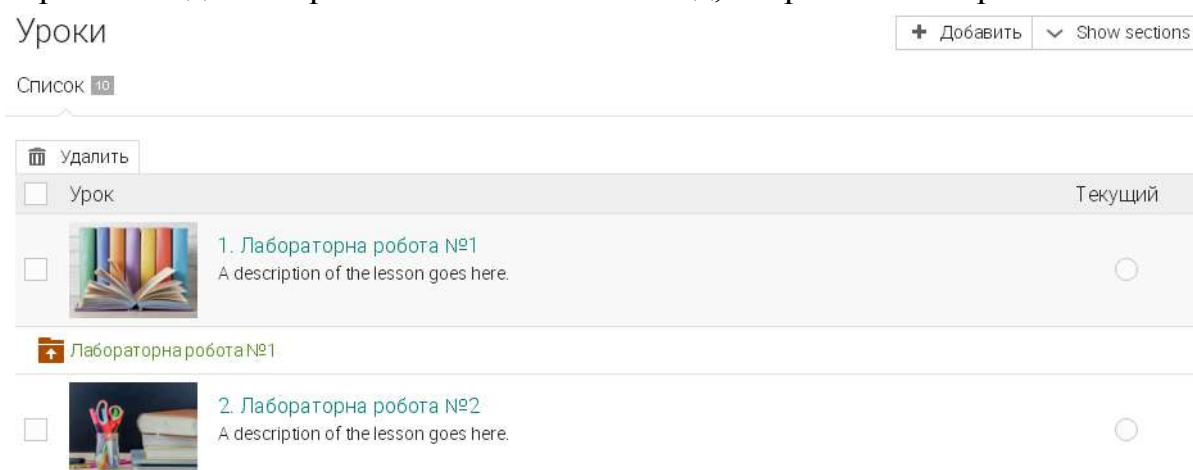 Уроки
+ Добавить
Show sections
Список 10
Удалить
Урок
Текущий
1. Лабораторна робота №1
A description of the lesson goes here.
Лабораторна робота №1
2. Лабораторна робота №2
A description of the lesson goes here.